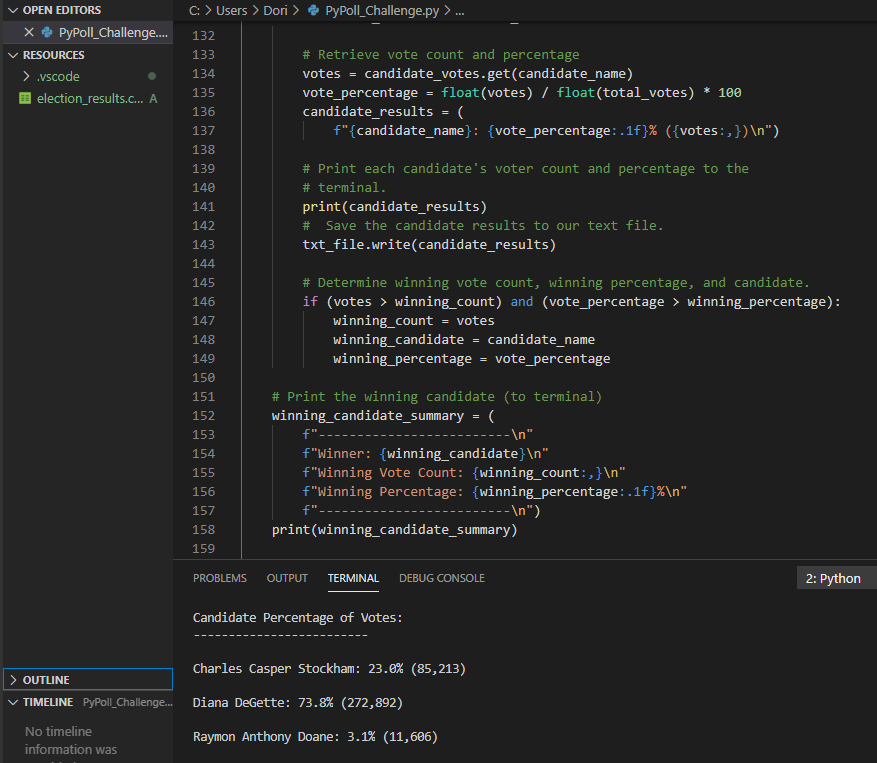 OPEN EDITORS
PyPoll_Challenge....
RESOURCES
.vscode
election_results.c... A
OUTLINE
TIMELINE PyPoll_Challenge...
No timeline
information was
C: > Users > Dori > PyPoll_Challenge.py > ...
132
133 # Retrieve vote count and percentage
134 votes = candidate_votes.get(candidate_name)
135 vote_percentage = float(votes) / float(total_votes) * 100
136 candidate_results = (
137 f"{candidate_name}: {vote_percentage:.1f}% ({votes:,})\n")
138
139 # Print each candidate's voter count and percentage to the
140 # terminal.
141 print(candidate_results)
142 #  Save the candidate results to our text file.
143 txt_file.write(candidate_results)
144
145 # Determine winning vote count, winning percentage, and candidate.
146 if (votes > winning_count) and (vote_percentage > winning_percentage):
147 winning_count = votes
148 winning_candidate = candidate_name
149 winning_percentage = vote_percentage
150
151 # Print the winning candidate (to terminal)
152 winning_candidate_summary = (
153 f"-------------------------\n"
154 f"Winner: {winning_candidate}\n"
155 f"Winning Vote Count: {winning_count:,}\n"
156 f"Winning Percentage: {winning_percentage:.1f}%\n"
157 f"-------------------------\n")
158 print(winning_candidate_summary)
159
PROBLEMS OUTPUT TERMINAL DEBUG CONSOLE 2: Python
Candidate Percentage of Votes:
-------------------------
Charles Casper Stockham: 23.0% (85,213)
Diana DeGette: 73.8% (272,892)
Raymon Anthony Doane: 3.1% (11,606)